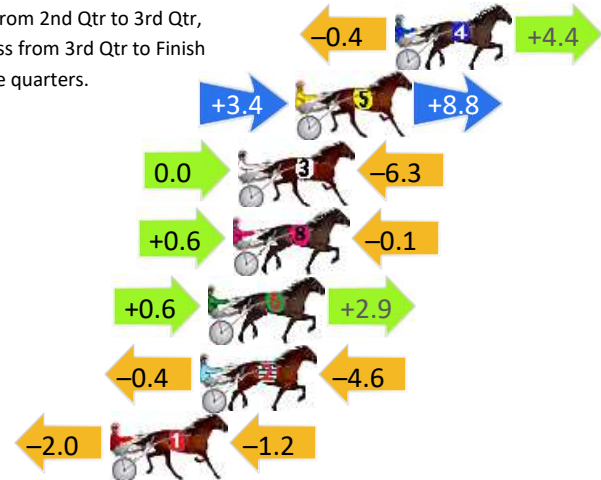 rom 2nd Qtr to 3rd Qtr,
ss from 3rd Qtr to Finish
e quarters.
−0.4 4 +4.4
+3.4 5 +8.8
0.0 3 −6.3
+0.6 8 −0.1
+0.6 6 +2.9
−0.4 2 −4.6
−2.0 1 −1.2